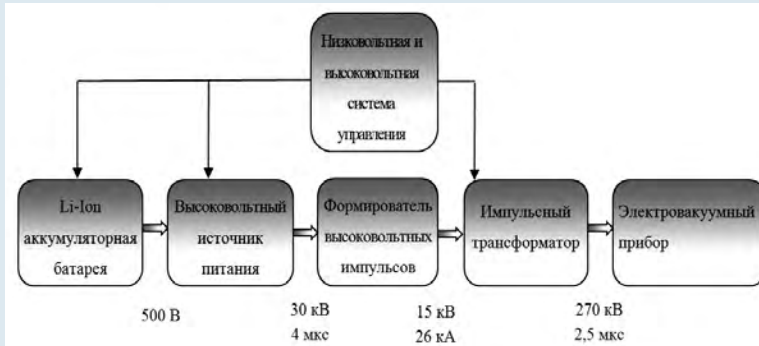 Низковольтная и
высоковольтная
система
управления
Li-Ion
аккумуляторная
батарея
Высоковольтный
источник
питания
Формирователь
высоковольтных
импульсов
Импульсный
трансформатор
Электровакуумный
прибор
500 В
30 кВ
4 мкс
15 кВ
26 кА
270 кВ
2,5 мкс